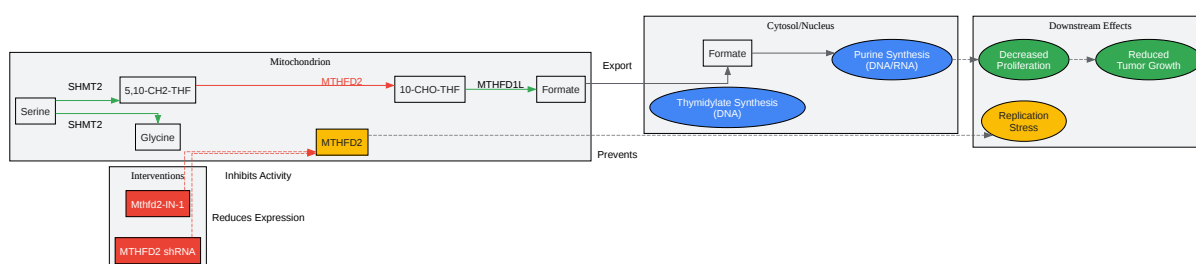 Cytosol/Nucleus
Downstream Effects
Formate
Purine Synthesis
(DNA/RNA)
Decreased
Proliferation
Reduced
Tumor Growth
Mitochondrion
Export
SHMT2
MTHFD2
MTHFD1L
5,10-CH2-THF
10-CHO-THF
Formate
Serine
Thymidylate Synthesis
(DNA)
SHMT2
Glycine
MTHFD2
Replication
Stress
Prevents
Interventions
Inhibits Activity
Mthfd2-IN-1
Reduces Expression
MTHFD2 shRNA